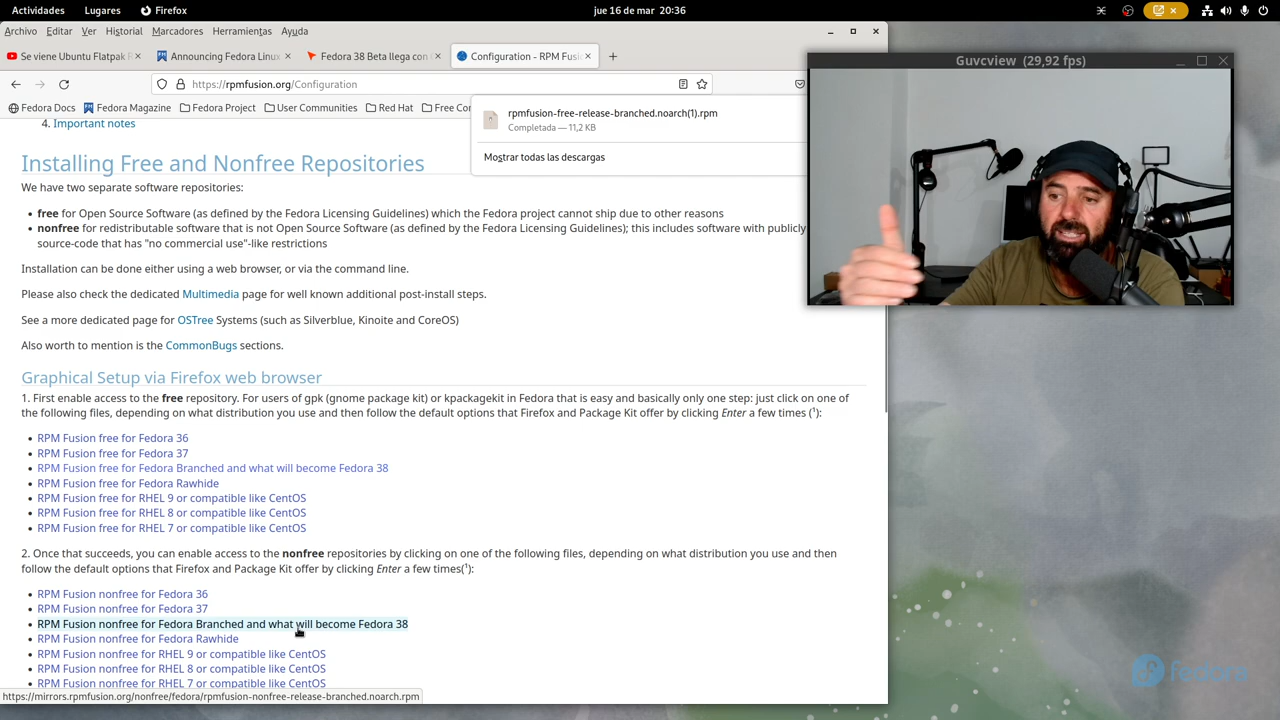 Actividades Lugares Firefox jue 16 de mar 20:36
Archivo Editar Ver Historial Marcadores Herramientas Ayuda
Se viene Ubuntu Flatpak Announcing Fedora Linux Fedora 38 Beta llega con Configuration - RPM Fusi
https://rpmfusion.org/Configuration
Fedora Docs Fedora Magazine Fedora Project User Communities Red Hat Free Co
rpmfusion-free-release-branched.noarch(1).rpm
Completada — 11,2 KB
Mostrar todas las descargas
Guvcview (29,92 fps)
4. Important notes
Installing Free and Nonfree Repositories
We have two separate software repositories:
• free for Open Source Software (as defined by the Fedora Licensing Guidelines) which the Fedora project cannot ship due to other reasons
• nonfree for redistributable software that is not Open Source Software (as defined by the Fedora Licensing Guidelines); this includes software with publicly
source-code that has "no commercial use"-like restrictions
Installation can be done either using a web browser, or via the command line.
Please also check the dedicated Multimedia page for well known additional post-install steps.
See a more dedicated page for OSTree Systems (such as Silverblue, Kinoite and CoreOS)
Also worth to mention is the CommonBugs sections.
Graphical Setup via Firefox web browser
1. First enable access to the free repository. For users of gpk (gnome package kit) or kpackagekit in Fedora that is easy and basically only one step: just click on one of
the following files, depending on what distribution you use and then follow the default options that Firefox and Package Kit offer by clicking Enter a few times (¹):
• RPM Fusion free for Fedora 36
• RPM Fusion free for Fedora 37
• RPM Fusion free for Fedora Branched and what will become Fedora 38
• RPM Fusion free for Fedora Rawhide
• RPM Fusion free for RHEL 9 or compatible like CentOS
• RPM Fusion free for RHEL 8 or compatible like CentOS
• RPM Fusion free for RHEL 7 or compatible like CentOS
2. Once that succeeds, you can enable access to the nonfree repositories by clicking on one of the following files, depending on what distribution you use and then
follow the default options that Firefox and Package Kit offer by clicking Enter a few times(¹):
• RPM Fusion nonfree for Fedora 36
• RPM Fusion nonfree for Fedora 37
• RPM Fusion nonfree for Fedora Branched and what will become Fedora 38
• RPM Fusion nonfree for Fedora Rawhide
• RPM Fusion nonfree for RHEL 9 or compatible like CentOS
• RPM Fusion nonfree for RHEL 8 or compatible like CentOS
• RPM Fusion nonfree for RHEL 7 or compatible like CentOS
https://mirrors.rpmfusion.org/nonfree/fedora/rpmfusion-nonfree-release-branched.noarch.rpm
fedora